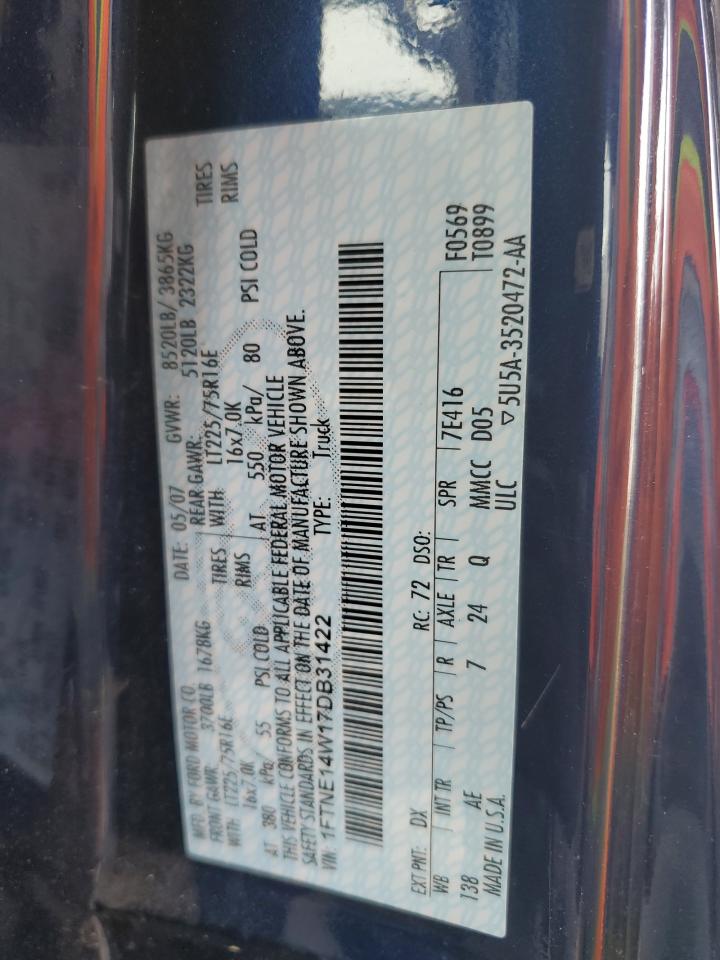 MFD. BY FORD MOTOR CO.
DATE: 05/07 GVWR: 8520LB/ 3865KG
FRONT GAWR: 3700LB 1678KG REAR GAWR: 5120LB 2322KG
WITH LT225/75R16E TIRES WITH LT225/75R16E TIRES
16x7.0K RIMS 16x7.0K RIMS
AT 380 kPa/ 55 PSI COLD AT 550 kPa/ 80 PSI COLD
THIS VEHICLE CONFORMS TO ALL APPLICABLE FEDERAL MOTOR VEHICLE
SAFETY STANDARDS IN EFFECT ON THE DATE OF MANUFACTURE SHOWN ABOVE.
VIN: 1FTNE14W17DB31422 TYPE: Truck
EXT PNT: DX RC: 72 DSO: F0569
WB INT TR TP/PS R AXLE TR SPR 7E416 T0899
138 AE 7 24 Q MMCC D05
MADE IN U.S.A. ULC ▽5U5A-3520472-AA